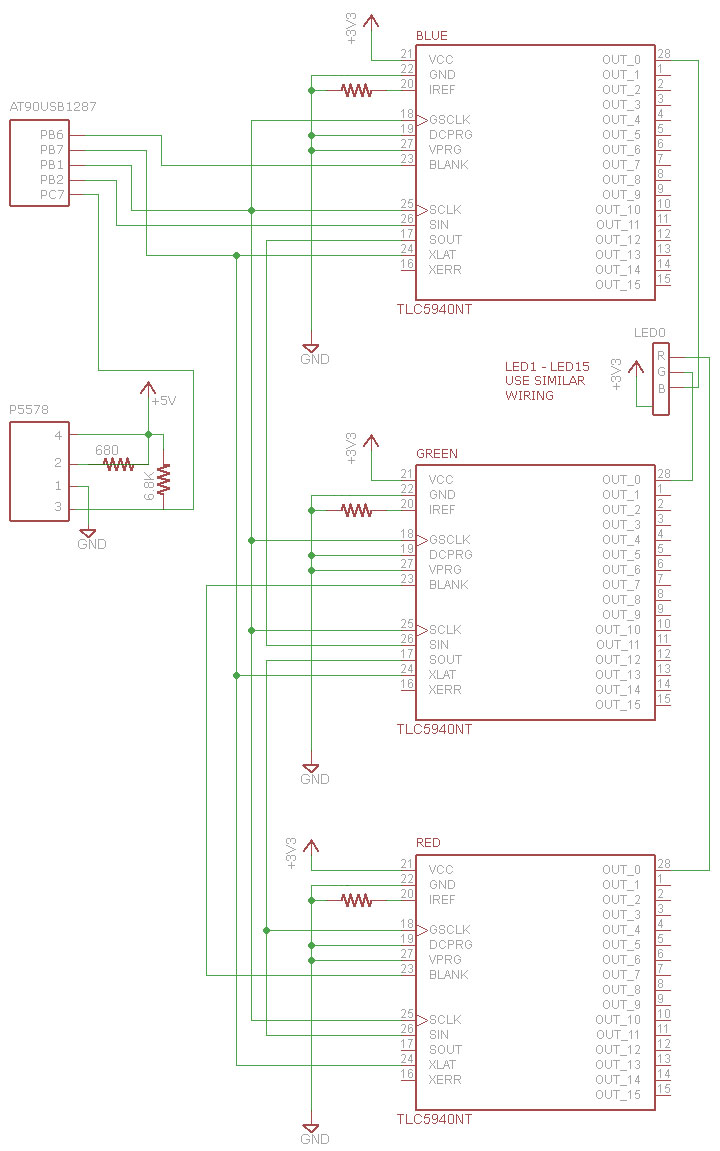 +3V3
BLUE
21 VCC OUT_0 28
22 GND OUT_1 1
20 IREF OUT_2 2
OUT_3 3
18 GSCLK OUT_4 4
19 DCPRG OUT_5 5
27 VPRG OUT_6 6
23 BLANK OUT_7 7
OUT_8 8
OUT_9 9
25 SCLK OUT_10 10
26 SIN OUT_11 11
17 SOUT OUT_12 12
24 XLAT OUT_13 13
16 XERR OUT_14 14
OUT_15 15
TLC5940NT
GND
AT90USB1287
PB6
PB7
PB1
PB2
PC7
LED0
R
G
B
+3V3
LED1 - LED15
USE SIMILAR
WIRING
P5578
4
2
1
3
+5V
680
6.8K
GND
+3V3
GREEN
21 VCC OUT_0 28
22 GND OUT_1 1
20 IREF OUT_2 2
OUT_3 3
18 GSCLK OUT_4 4
19 DCPRG OUT_5 5
27 VPRG OUT_6 6
23 BLANK OUT_7 7
OUT_8 8
OUT_9 9
25 SCLK OUT_10 10
26 SIN OUT_11 11
17 SOUT OUT_12 12
24 XLAT OUT_13 13
16 XERR OUT_14 14
OUT_15 15
TLC5940NT
GND
+3V3
RED
21 VCC OUT_0 28
22 GND OUT_1 1
20 IREF OUT_2 2
OUT_3 3
18 GSCLK OUT_4 4
19 DCPRG OUT_5 5
27 VPRG OUT_6 6
23 BLANK OUT_7 7
OUT_8 8
OUT_9 9
25 SCLK OUT_10 10
26 SIN OUT_11 11
17 SOUT OUT_12 12
24 XLAT OUT_13 13
16 XERR OUT_14 14
OUT_15 15
TLC5940NT
GND